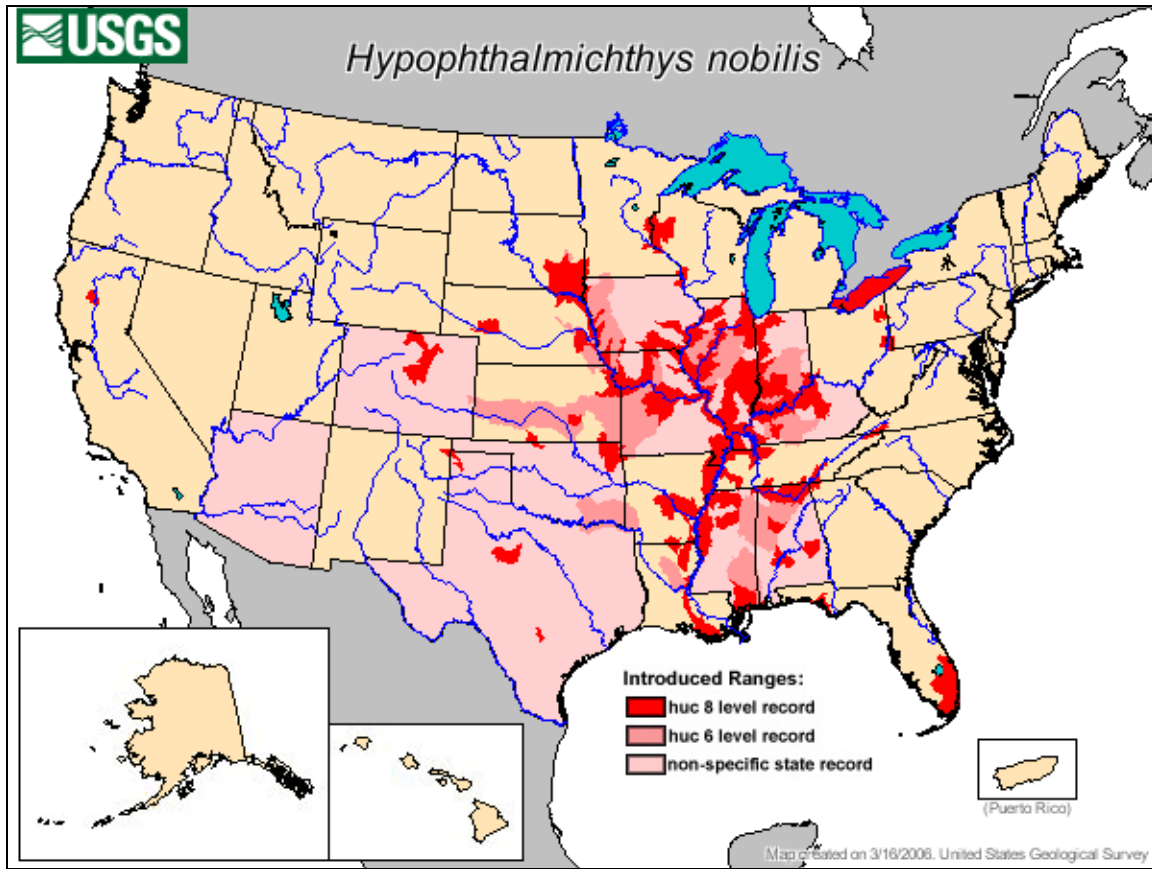 USGS
Hypophthalmichthys nobilis
Introduced Ranges:
huc 8 level record
huc 6 level record
non-specific state record
(Puerto Rico)
Map created on 3/16/2006. United States Geological Survey